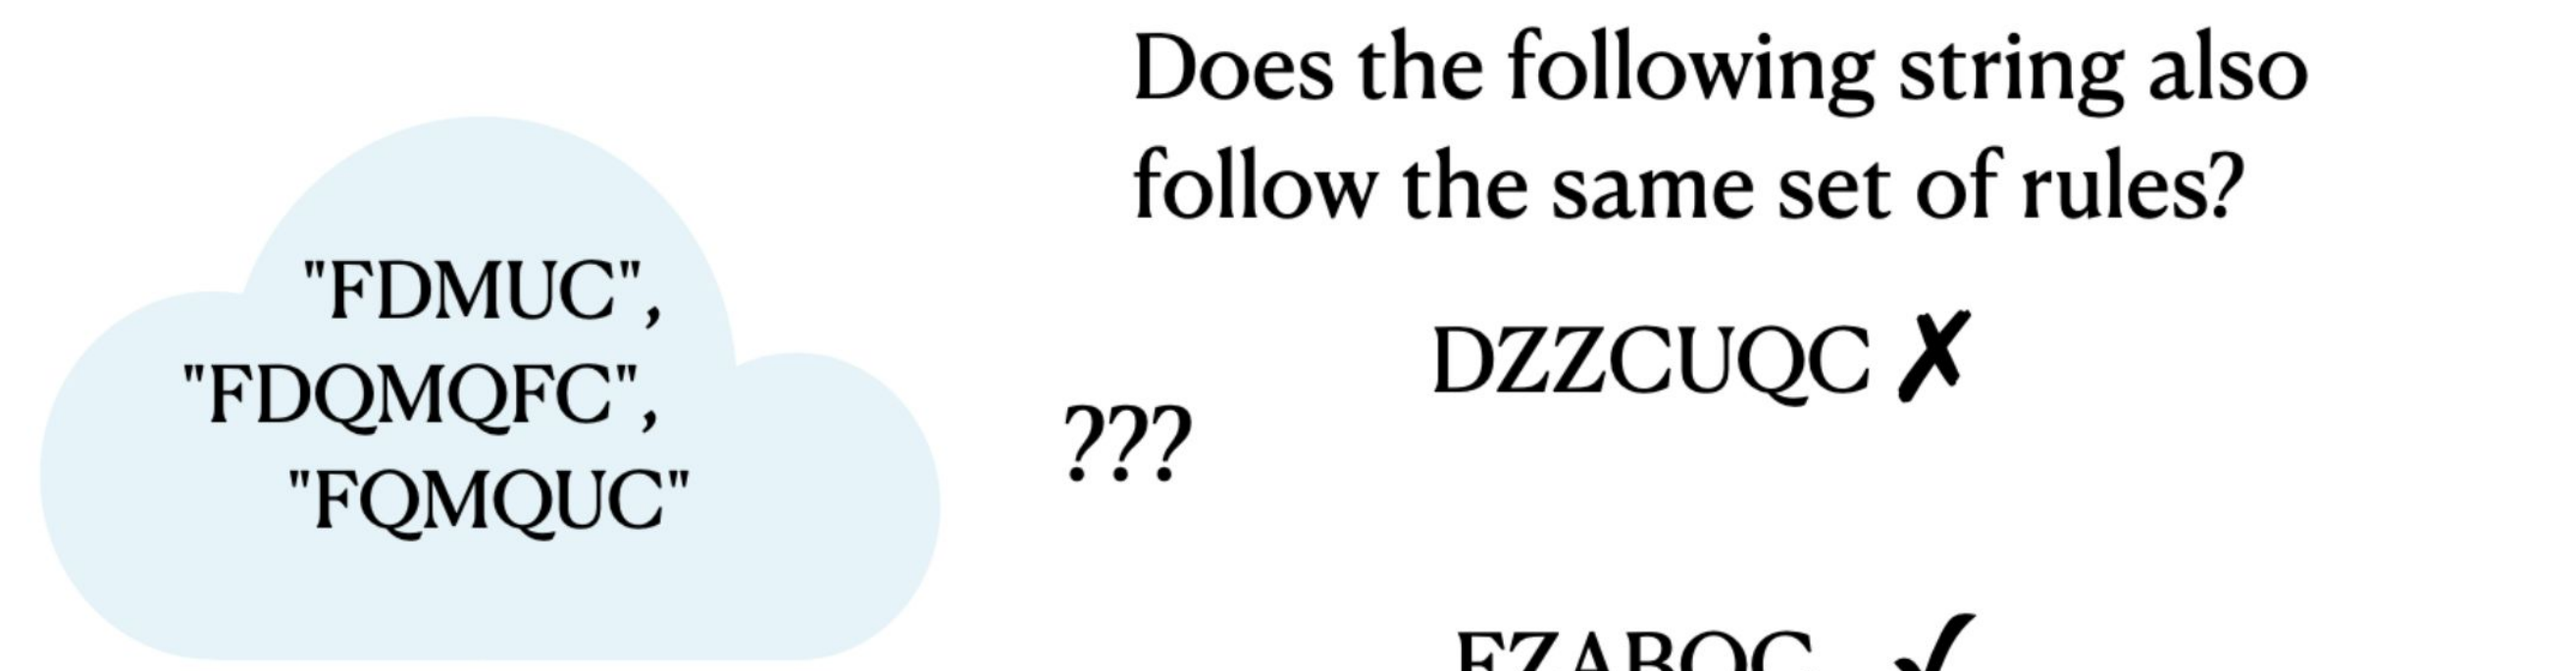 Does the following string also
follow the same set of rules?
"FDMUC",
"FDQMQFC",
"FQMQUC"
???
DZZCUQC ✗